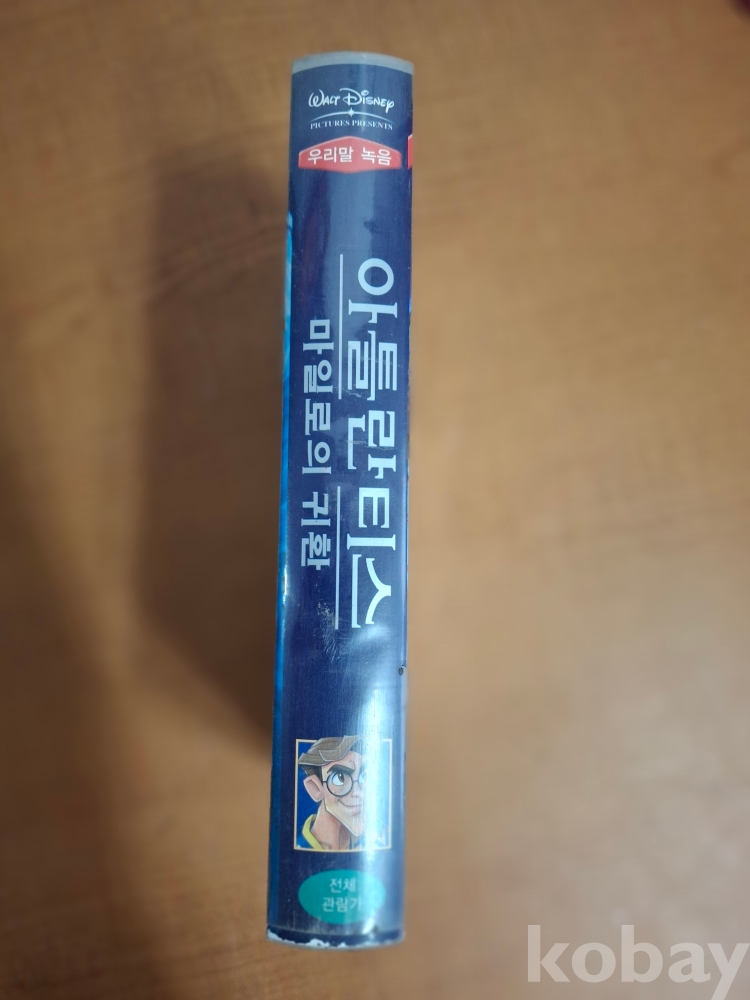 WALT DISNEY
PICTURES PRESENTS
우리말 녹음
아틀란티스
마일로의 귀환
전체
관람가
kobay